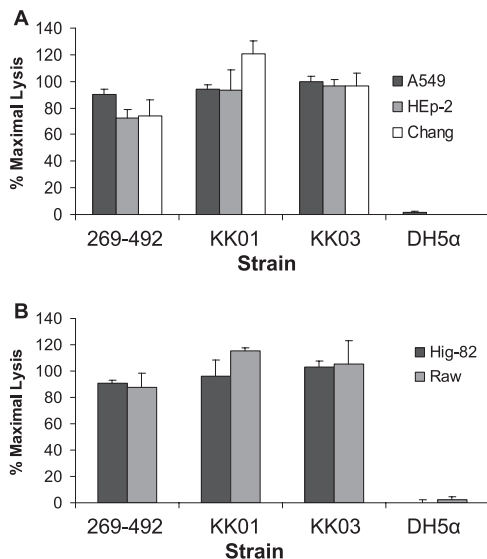 A
% Maximal Lysis
140
120
100
80
60
40
20
0
A549
HEp-2
Chang
269-492 KK01 KK03 DH5α
Strain
B
% Maximal Lysis
140
120
100
80
60
40
20
0
Hig-82
Raw
269-492 KK01 KK03 DH5α
Strain